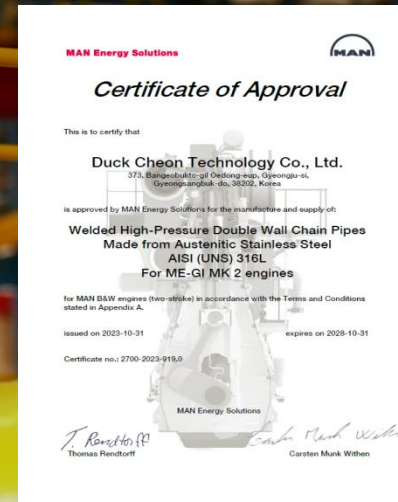 MAN Energy Solutions
MAN
Certificate of Approval
This is to certify that
Duck Cheon Technology Co., Ltd.
373, Bangeobukto-gil Oedong-eup, Gyeongju-si,
Gyeongsangbuk-do, 38202, Korea
is approved by MAN Energy Solutions for the manufacture and supply of:
Welded High-Pressure Double Wall Chain Pipes
Made from Austenitic Stainless Steel
AISI (UNS) 316L
For ME-GI MK 2 engines
for MAN B&W engines (two-stroke) in accordance with the Terms and Conditions
stated in Appendix A.
issued on 2023-10-31 expires on 2028-10-31
Certificate no.: 2700-2023-919,0
MAN Energy Solutions
T. Rendtorff
Thomas Rendtorff Carsten Munk Withen